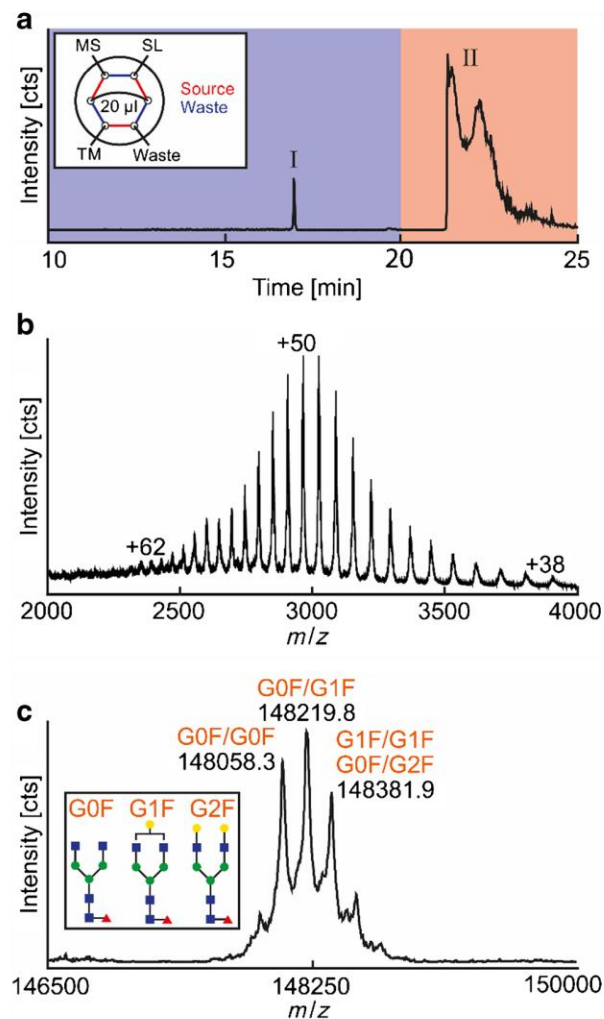 a
MS SL
Source
Waste
20 µl
TM Waste
I
II
Intensity [cts]
10 15 20 25
Time [min]
b
+50
+62
+38
Intensity [cts]
2000 2500 3000 3500 4000
m/z
c
G0F/G1F
148219.8
G0F/G0F
148058.3
G1F/G1F
G0F/G2F
148381.9
G0F G1F G2F
Intensity [cts]
146500 148250 150000
m/z